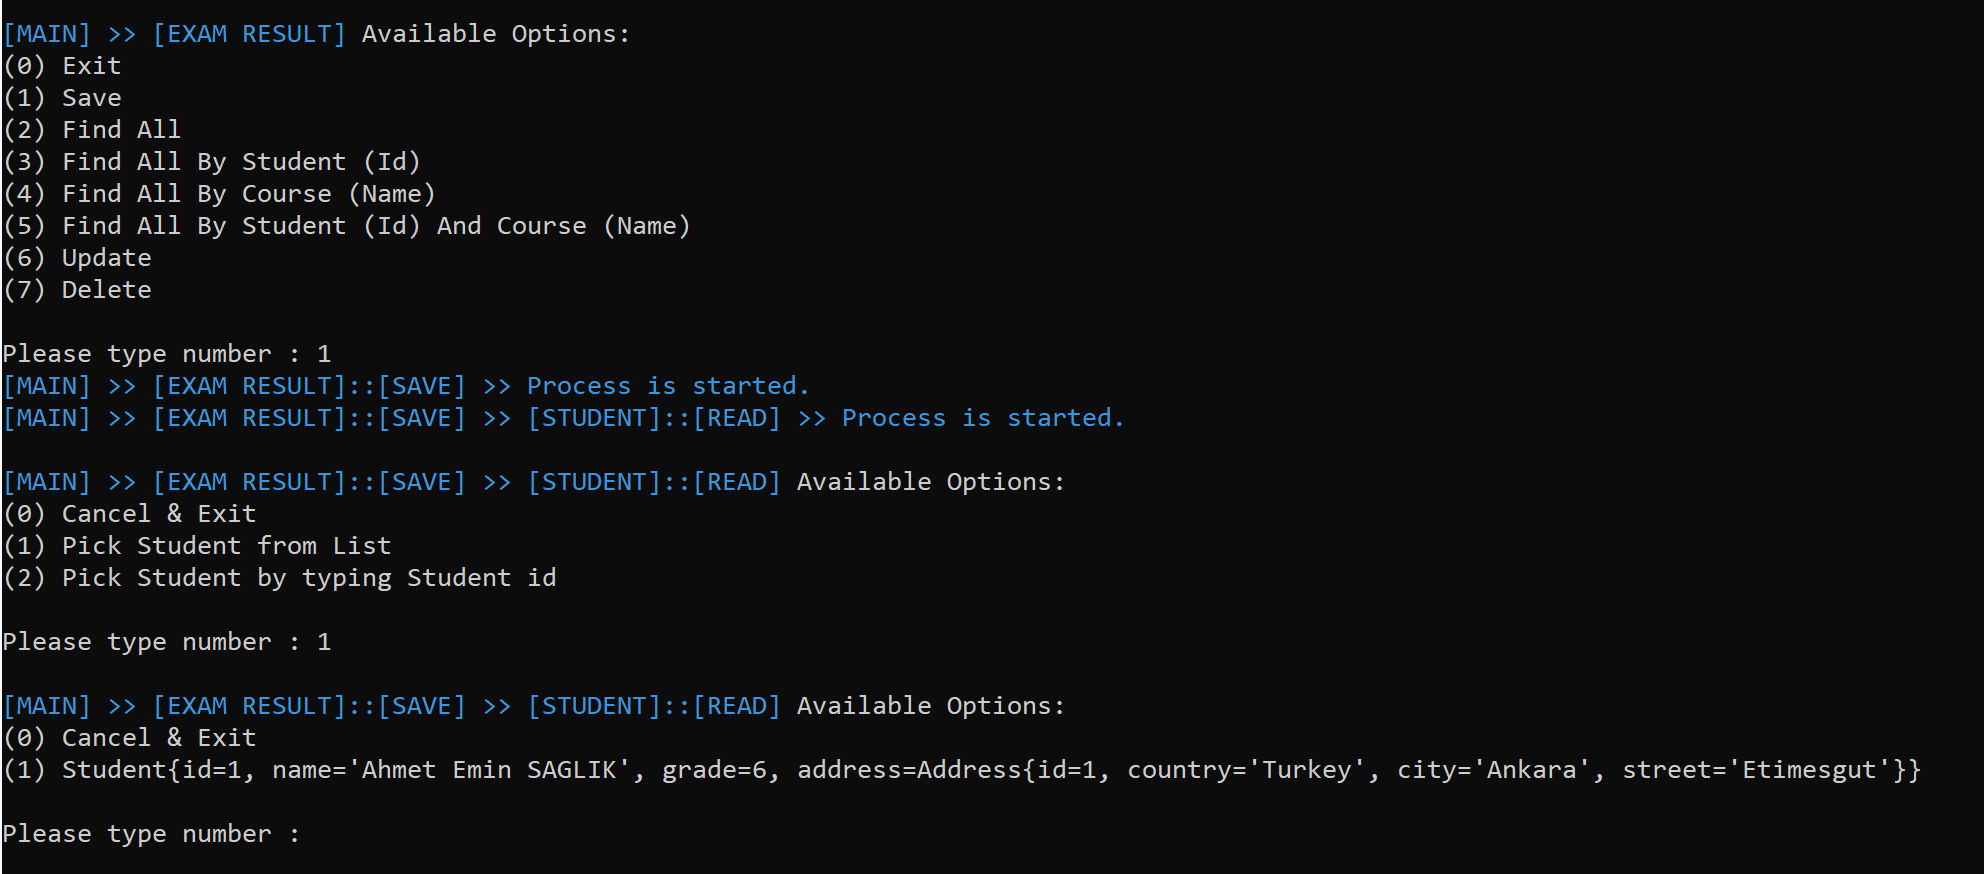 [MAIN] >> [EXAM RESULT] Available Options:
(0) Exit
(1) Save
(2) Find All
(3) Find All By Student (Id)
(4) Find All By Course (Name)
(5) Find All By Student (Id) And Course (Name)
(6) Update
(7) Delete
Please type number : 1
[MAIN] >> [EXAM RESULT]::[SAVE] >> Process is started.
[MAIN] >> [EXAM RESULT]::[SAVE] >> [STUDENT]::[READ] >> Process is started.
[MAIN] >> [EXAM RESULT]::[SAVE] >> [STUDENT]::[READ] Available Options:
(0) Cancel & Exit
(1) Pick Student from List
(2) Pick Student by typing Student id
Please type number : 1
[MAIN] >> [EXAM RESULT]::[SAVE] >> [STUDENT]::[READ] Available Options:
(0) Cancel & Exit
(1) Student{id=1, name='Ahmet Emin SAGLIK', grade=6, address=Address{id=1, country='Turkey', city='Ankara', street='Etimesgut'}}
Please type number :